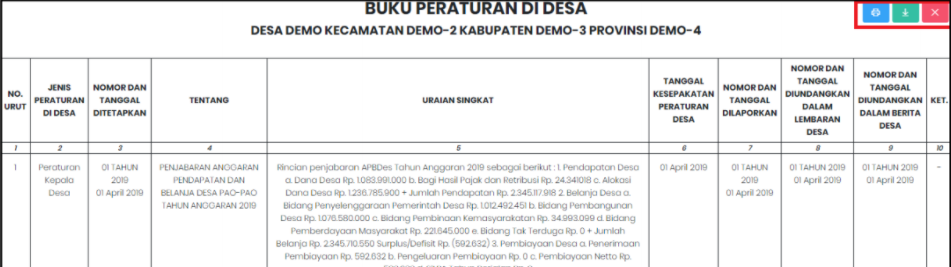 BUKU PERATURAN DI DESA
DESA DEMO KECAMATAN DEMO-2 KABUPATEN DEMO-3 PROVINSI DEMO-4
NO. URUT
JENIS PERATURAN DI DESA
NOMOR DAN TANGGAL DITETAPKAN
TENTANG
URAIAN SINGKAT
TANGGAL KESEPAKATAN PERATURAN DESA
NOMOR DAN TANGGAL DILAPORKAN
NOMOR DAN TANGGAL DIUNDANGKAN DALAM LEMBARAN DESA
NOMOR DAN TANGGAL DIUNDANGKAN DALAM BERITA DESA
KET.
1 2 3 4 5 6 7 8 9 10
1
Peraturan
Kepala
Desa
01 TAHUN
2019
01 April 2019
PENJABARAN ANGGARAN
PENDAPATAN DAN
BELANJA DESA PAO-PAO
TAHUN ANGGARAN 2019
Rincian penjabaran APBDes Tahun Anggaran 2019 sebagai berikut : 1. Pendapatan Desa
a. Dana Desa Rp. 1.083.991.000 b. Bagi Hasil Pajak dan Retribusi Rp. 24.341018 c. Alokasi
Dana Desa Rp. 1.236.785.900 + Jumlah Pendapatan Rp. 2.345.117.918 2. Belanja Desa a.
Bidang Penyelenggaraan Pemerintah Desa Rp. 1.012.492.451 b. Bidang Pembangunan
Desa Rp. 1.076.580.000 c. Bidang Pembinaan Kemasyarakatan Rp. 34.993.099 d. Bidang
Pemberdayaan Masyarakat Rp. 221.645.000 e. Bidang Tak Terduga Rp. 0 + Jumlah
Belanja Rp. 2.345.710.550 Surplus/Defisit Rp. (592.632) 3. Pembiayaan Desa a. Penerimaan
Pembiayaan Rp. 592.632 b. Pengeluaran Pembiayaan Rp. 0 c. Pembiayaan Netto Rp.
01 April 2019
01 TAHUN
2019
01 April 2019
01 TAHUN 2019
01 April 2019
01 TAHUN 2019
01 April 2019
-